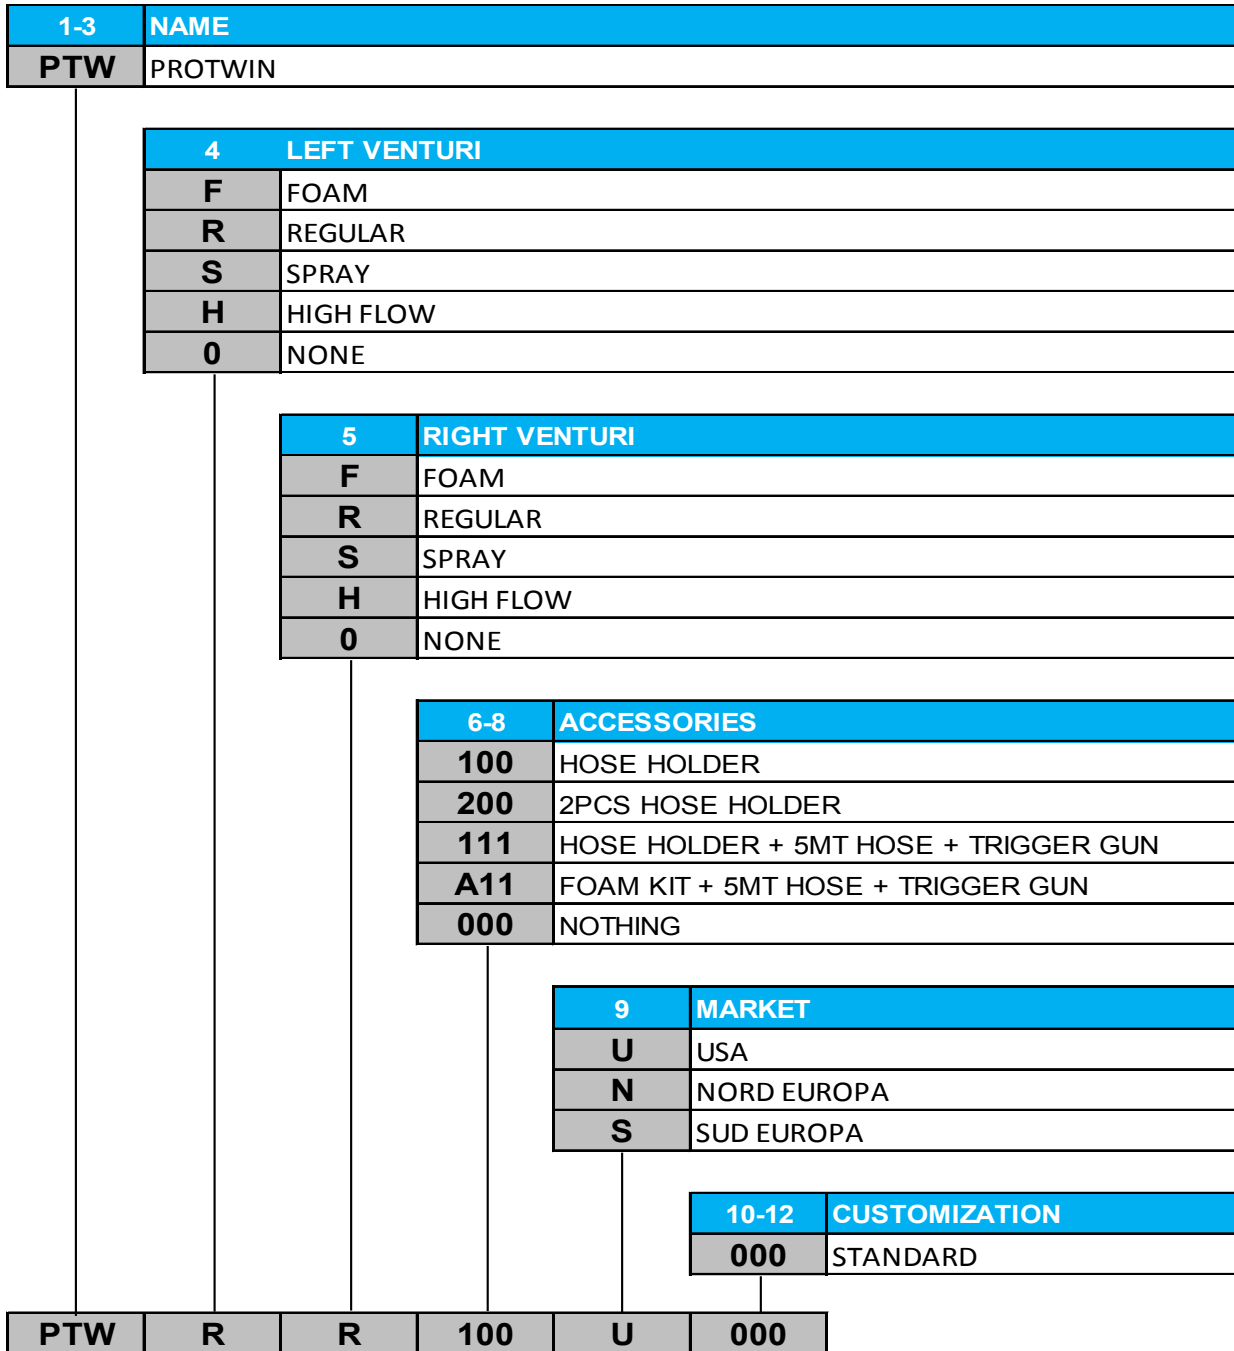 1-3 NAME
PTW PROTWIN
4 LEFT VENTURI
F FOAM
R REGULAR
S SPRAY
H HIGH FLOW
0 NONE
5 RIGHT VENTURI
F FOAM
R REGULAR
S SPRAY
H HIGH FLOW
0 NONE
6-8 ACCESSORIES
100 HOSE HOLDER
200 2PCS HOSE HOLDER
111 HOSE HOLDER + 5MT HOSE + TRIGGER GUN
A11 FOAM KIT + 5MT HOSE + TRIGGER GUN
000 NOTHING
9 MARKET
U USA
N NORD EUROPA
S SUD EUROPA
10-12 CUSTOMIZATION
000 STANDARD
PTW R R 100 U 000